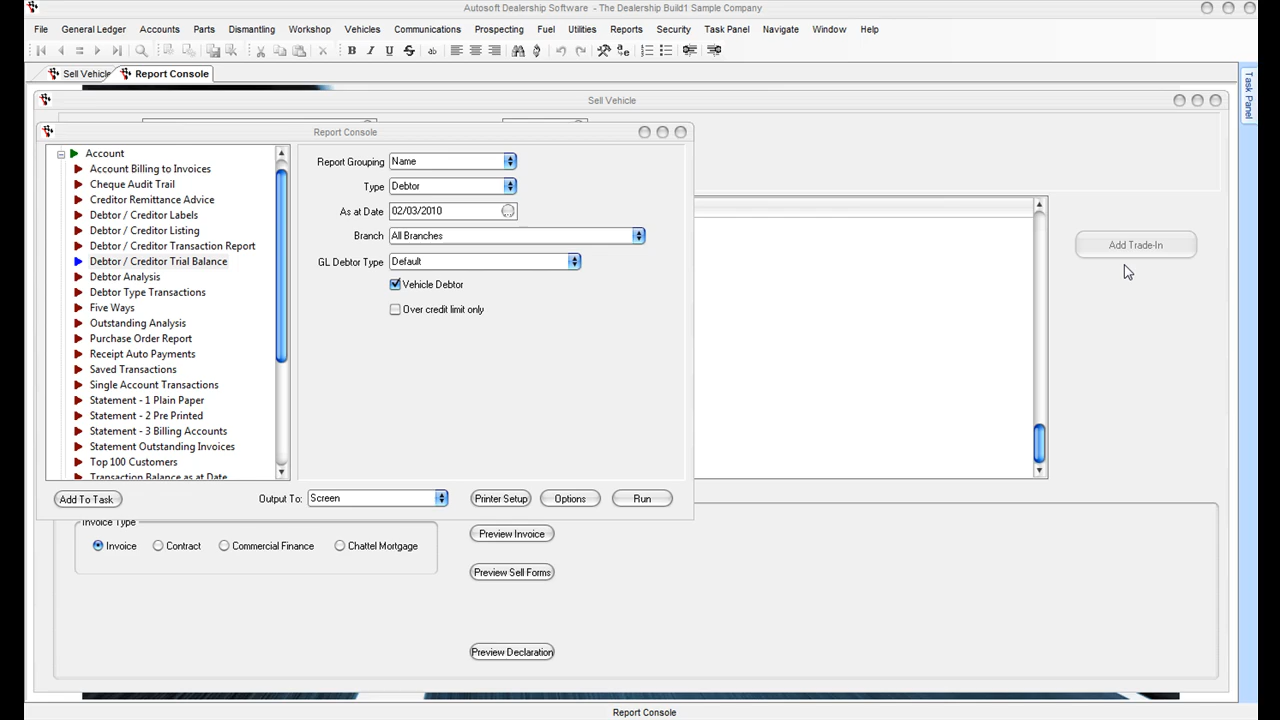 Autosoft Dealership Software - The Dealership Build1 Sample Company
File General Ledger Accounts Parts Dismantling Workshop Vehicles Communications Prospecting Fuel Utilities Reports Security Task Panel Navigate Window Help
B I U S ab
Sell Vehicle Report Console
Task Panel
Sell Vehicle
Report Console
Account
Account Billing to Invoices
Cheque Audit Trail
Creditor Remittance Advice
Debtor / Creditor Labels
Debtor / Creditor Listing
Debtor / Creditor Transaction Report
Debtor / Creditor Trial Balance
Debtor Analysis
Debtor Type Transactions
Five Ways
Outstanding Analysis
Purchase Order Report
Receipt Auto Payments
Saved Transactions
Single Account Transactions
Statement - 1 Plain Paper
Statement - 2 Pre Printed
Statement - 3 Billing Accounts
Statement Outstanding Invoices
Top 100 Customers
Transaction Balance as at Date
Report Grouping Name
Type Debtor
As at Date 02/03/2010
Branch All Branches
GL Debtor Type Default
Vehicle Debtor
Over credit limit only
Add Trade-In
Add To Task
Output To: Screen
Printer Setup
Options
Run
Invoice Type
Invoice Contract Commercial Finance Chattel Mortgage
Preview Invoice
Preview Sell Forms
Preview Declaration
Report Console